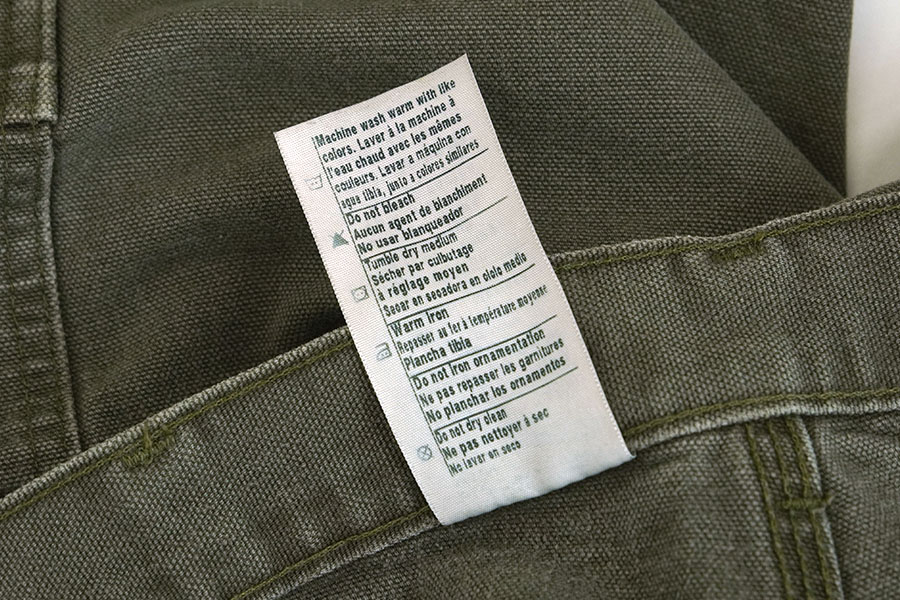 Machine wash warm with like
colors. Laver à la machine à
l'eau chaud avec les mêmes
couleurs. Lavar a máquina con
agua tibia, junto a colores similares
Do not bleach
Aucun agent de blanchiment
No usar blanqueador
Tumble dry medium
Sécher par culbutage
à réglage moyen
Secar en secadora en ciclo medio
Warm iron
Repasser au fer à température moyenne
Plancha tibia
Do not iron ornamentation
Ne pas repasser les garnitures
No planchar los ornamentos
Do not dry clean
Ne pas nettoyer à sec
No lavar en seco